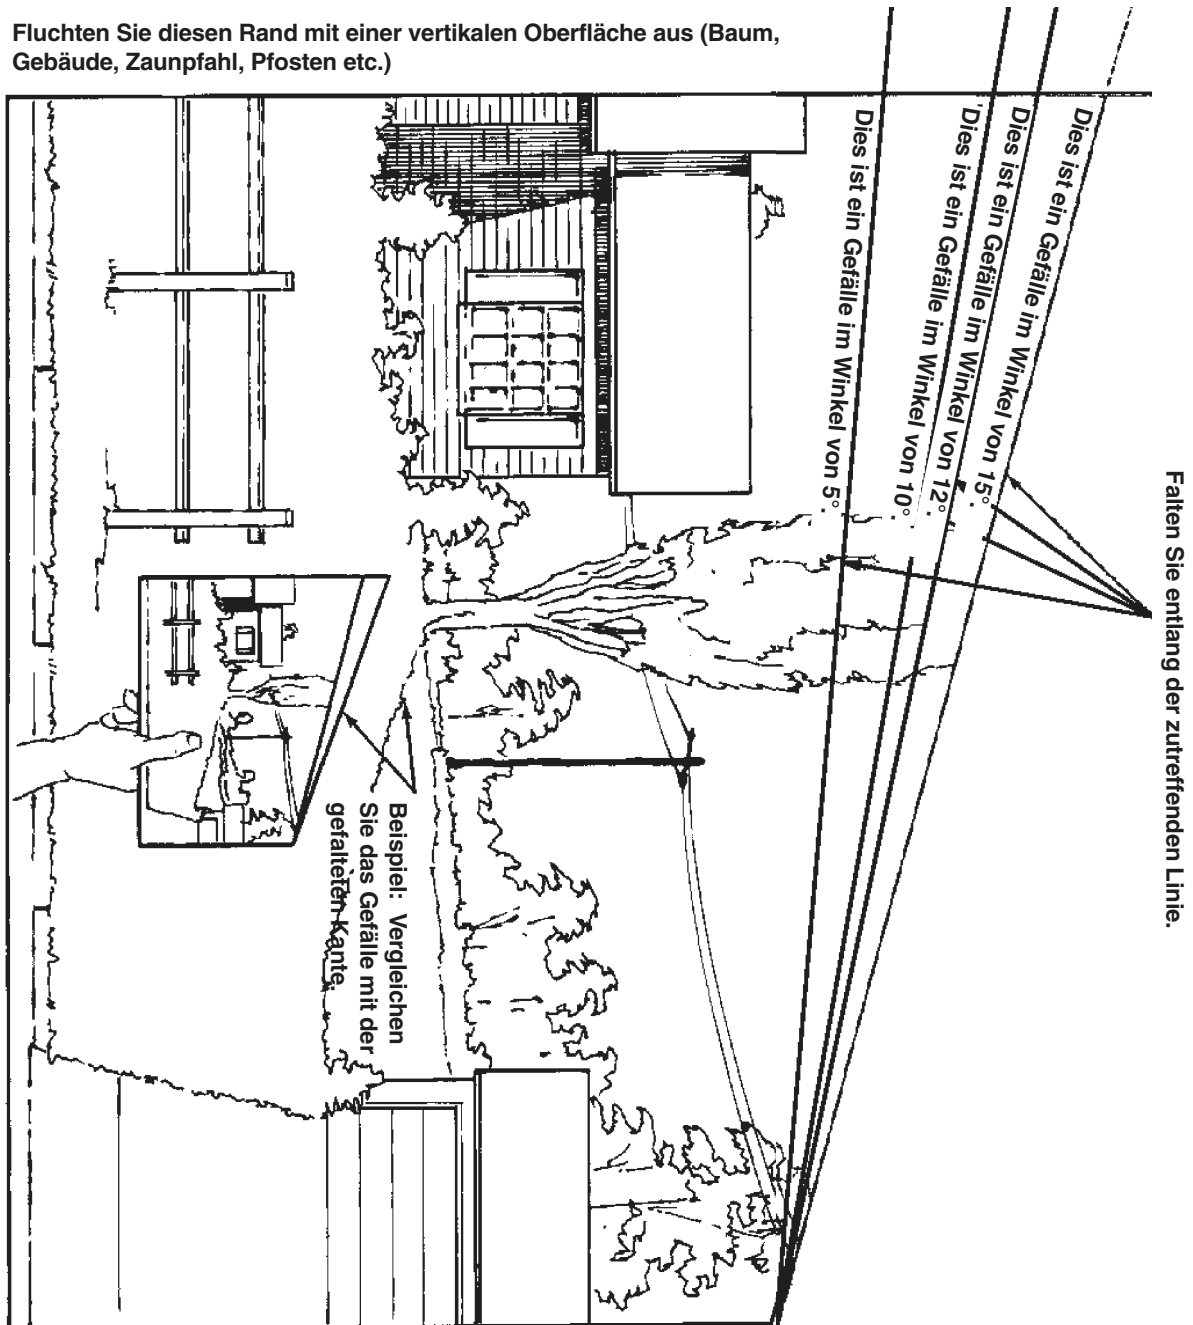 Fluchten Sie diesen Rand mit einer vertikalen Oberfläche aus (Baum,
Gebäude, Zaunpfahl, Pfosten etc.)
Falten Sie entlang der zutreffenden Linie.
Dies ist ein Gefälle im Winkel von 15°.
Dies ist ein Gefälle im Winkel von 12°.
Dies ist ein Gefälle im Winkel von 10°.
Dies ist ein Gefälle im Winkel von 5°.
Beispiel: Vergleichen
Sie das Gefälle mit der
gefalteten Kante.